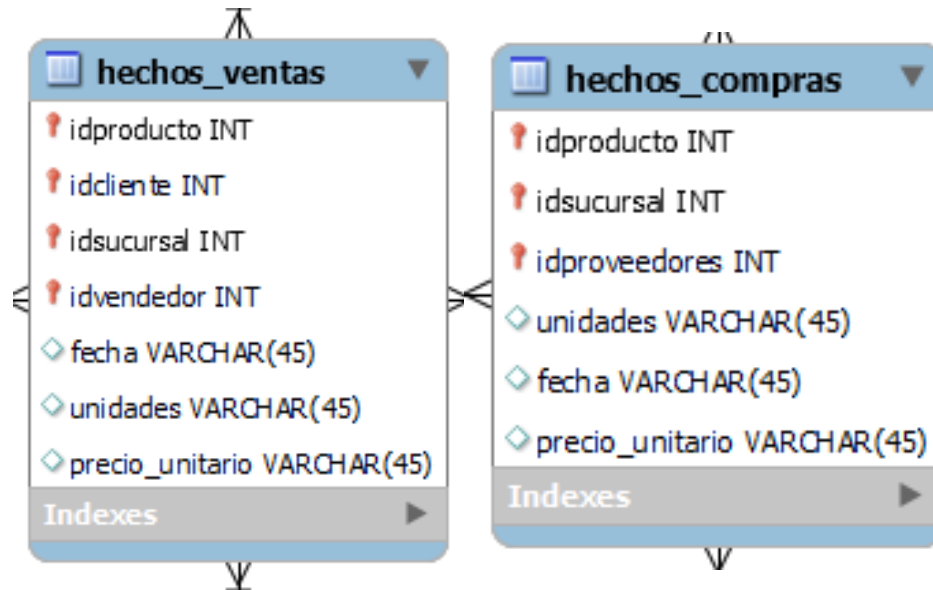 hechos_ventas
idproducto INT
idcliente INT
idsucursal INT
idvendedor INT
fecha VARCHAR(45)
unidades VARCHAR(45)
precio_unitario VARCHAR(45)
Indexes
hechos_compras
idproducto INT
idsucursal INT
idproveedores INT
unidades VARCHAR(45)
fecha VARCHAR(45)
precio_unitario VARCHAR(45)
Indexes